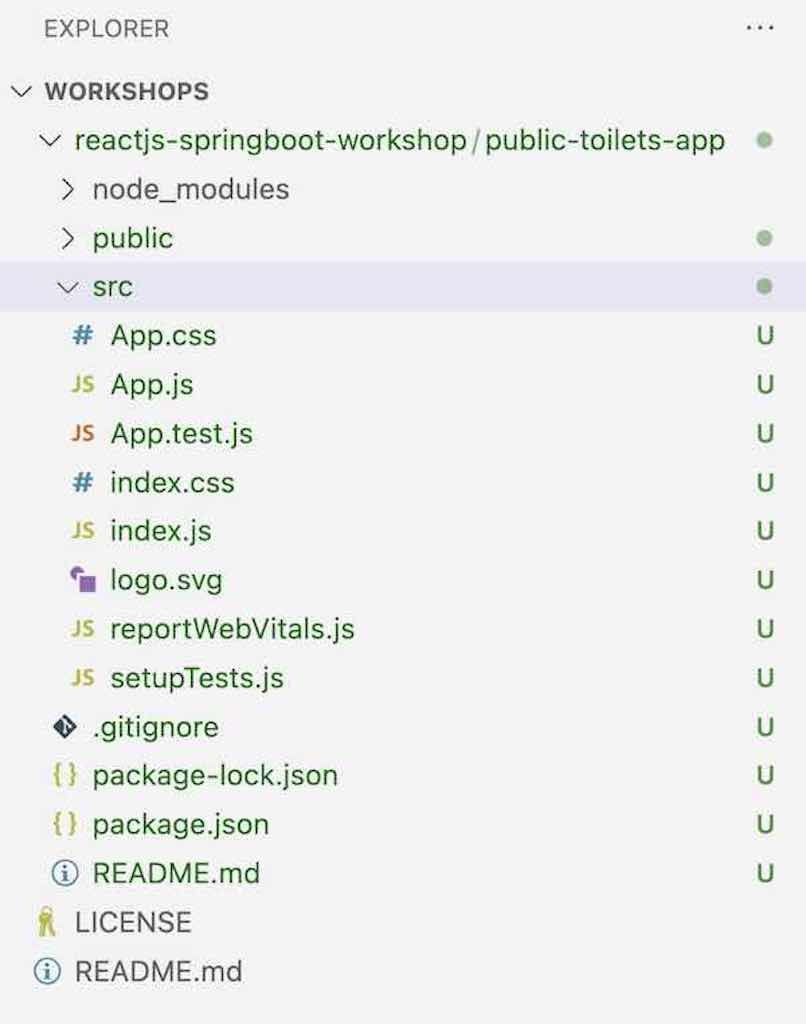 EXPLORER ...
WORKSHOPS
reactjs-springboot-workshop/public-toilets-app
node_modules
public
src
# App.css U
JS App.js U
JS App.test.js U
# index.css U
JS index.js U
logo.svg U
JS reportWebVitals.js U
JS setupTests.js U
.gitignore U
{} package-lock.json U
{} package.json U
README.md U
LICENSE
README.md